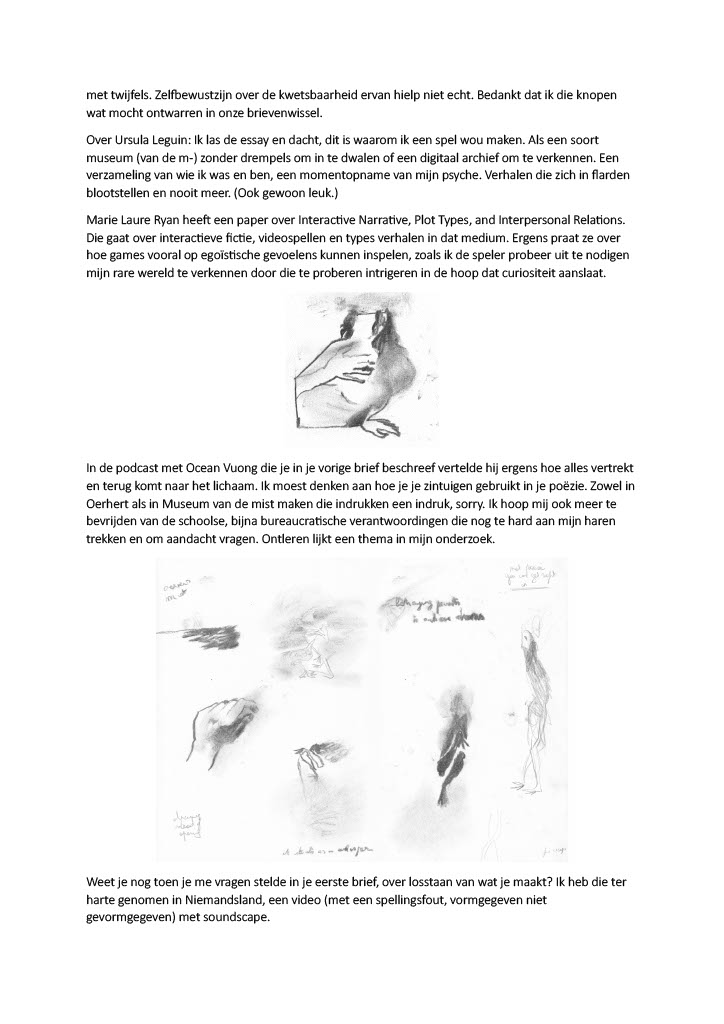 met twijfels. Zelfbewustzijn over de kwetsbaarheid ervan hielp niet echt. Bedankt dat ik die knopen
wat mocht ontwarren in onze brievenwissel.
Over Ursula Leguin: Ik las de essay en dacht, dit is waarom ik een spel wou maken. Als een soort
museum (van de m-) zonder drempels om in te dwalen of een digitaal archief om te verkennen. Een
verzameling van wie ik was en ben, een momentopname van mijn psyche. Verhalen die zich in flarden
blootstellen en nooit meer. (Ook gewoon leuk.)
Marie Laure Ryan heeft een paper over Interactive Narrative, Plot Types, and Interpersonal Relations.
Die gaat over interactieve fictie, videospellen en types verhalen in dat medium. Ergens praat ze over
hoe games vooral op egoïstische gevoelens kunnen inspelen, zoals ik de speler probeer uit te nodigen
mijn rare wereld te verkennen door die te proberen intrigeren in de hoop dat curiositeit aanslaat.
In de podcast met Ocean Vuong die je in je vorige brief beschreef vertelde hij ergens hoe alles vertrekt
en terug komt naar het lichaam. Ik moest denken aan hoe je je zintuigen gebruikt in je poëzie. Zowel in
Oerhert als in Museum van de mist maken die indrukken een indruk, sorry. Ik hoop mij ook meer te
bevrijden van de schoolse, bijna bureaucratische verantwoordingen die nog te hard aan mijn haren
trekken en om aandacht vragen. Ontleren lijkt een thema in mijn onderzoek.
Weet je nog toen je me vragen stelde in je eerste brief, over losstaan van wat je maakt? Ik heb die ter
harte genomen in Niemandsland, een video (met een spellingsfout, vormgegeven niet
gevormgegeven) met soundscape.